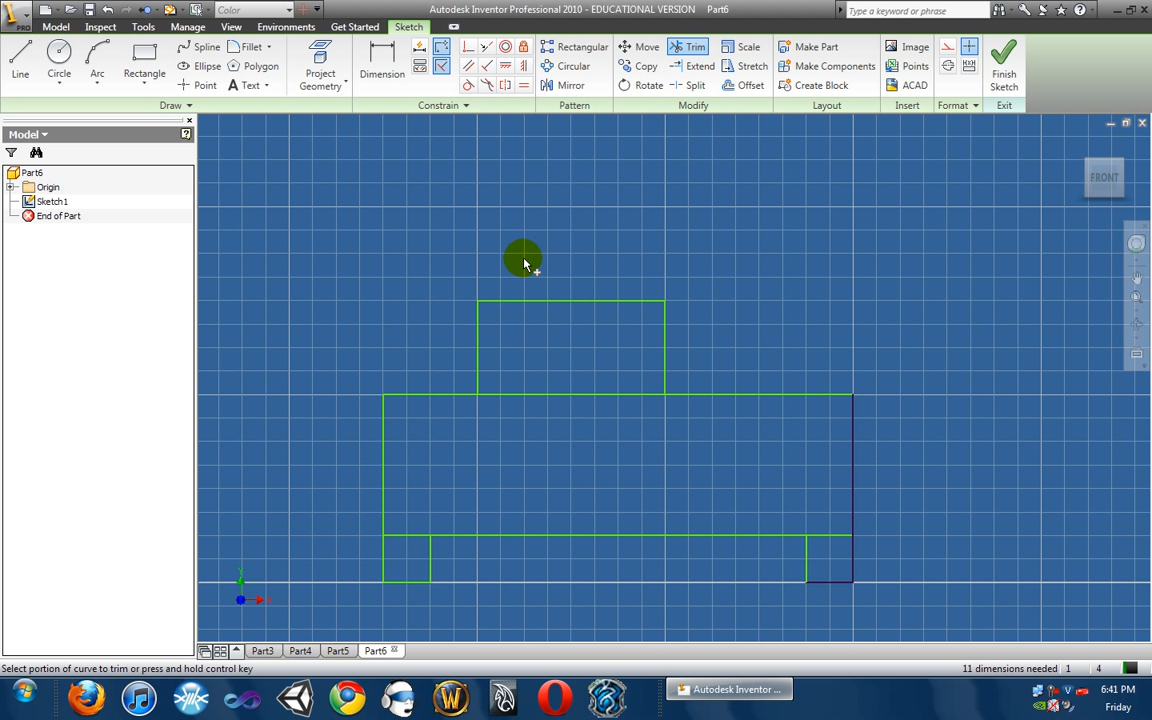 Color
Autodesk Inventor Professional 2010 - EDUCATIONAL VERSION Part6
Type a keyword or phrase
PRO
Model Inspect Tools Manage View Environments Get Started Sketch
Line Circle Arc Rectangle
Spline Fillet
Ellipse Polygon
Point Text
Project Geometry
Dimension
Rectangular
Circular
Mirror
Move Trim Scale
Copy Extend Stretch
Rotate Split Offset
Make Part
Make Components
Create Block
Image
Points
ACAD
Finish Sketch
Draw Constrain Pattern Modify Layout Insert Format Exit
Model
Part6
Origin
Sketch1
End of Part
FRONT
Y
X
Part3 Part4 Part5 Part6
Select portion of curve to trim or press and hold control key
11 dimensions needed 1 4
Autodesk Inventor ...
6:41 PM
Friday